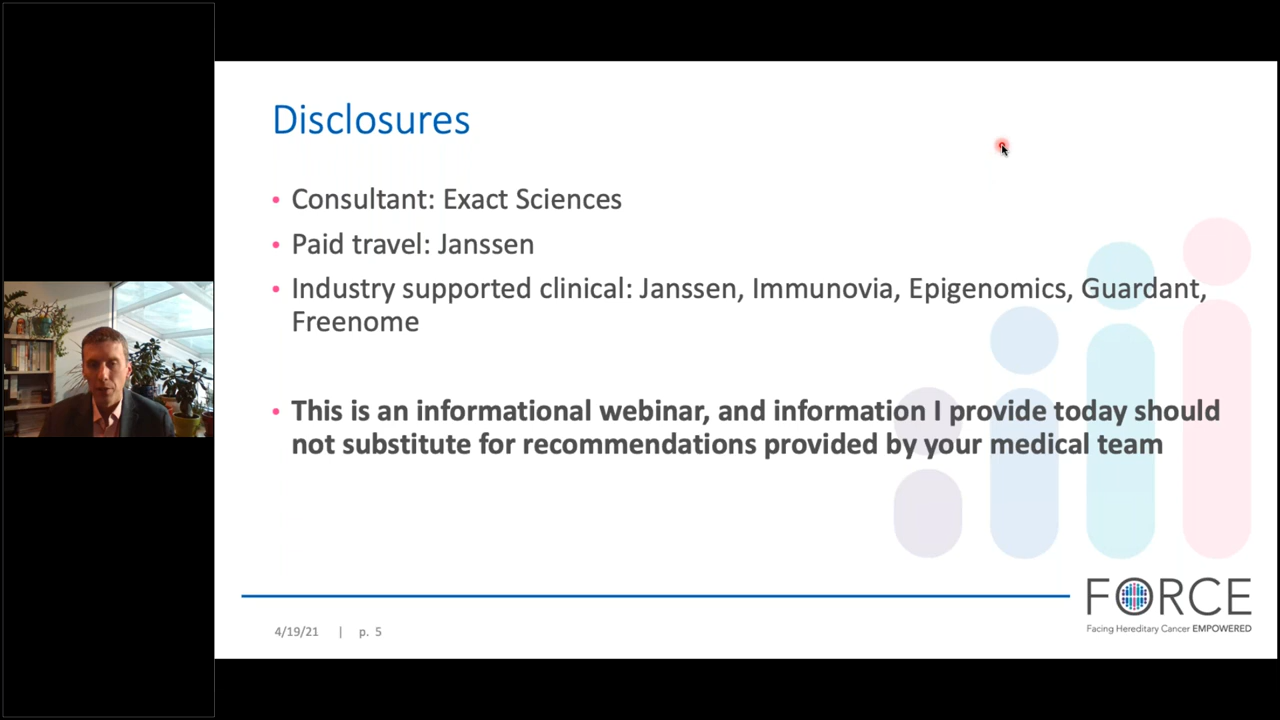 Disclosures
• Consultant: Exact Sciences
• Paid travel: Janssen
• Industry supported clinical: Janssen, Immunovia, Epigenomics, Guardant,
Freenome
• This is an informational webinar, and information I provide today should
not substitute for recommendations provided by your medical team
FORCE
Facing Hereditary Cancer EMPOWERED
4/19/21 | p. 5